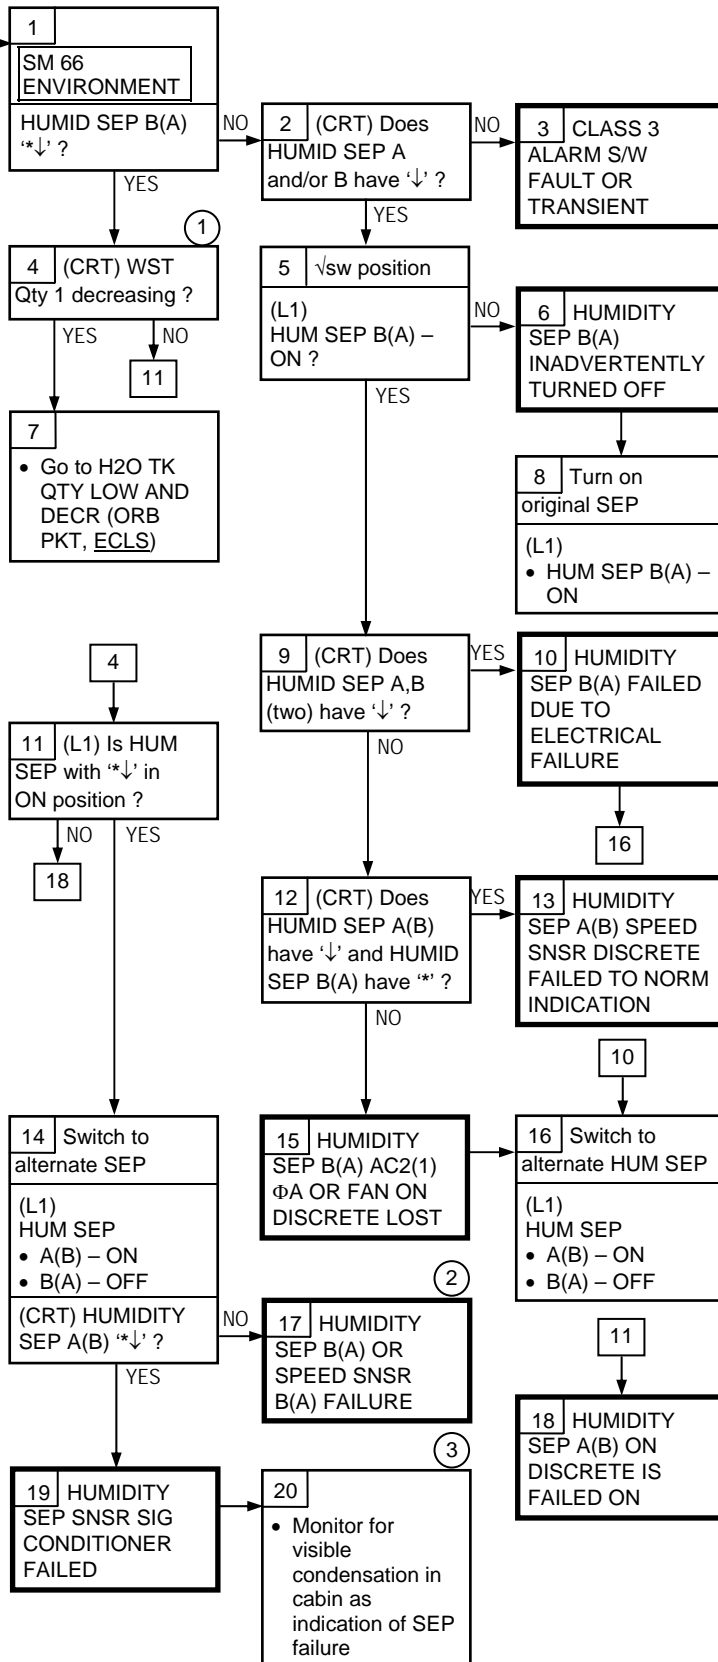 1
SM 66
ENVIRONMENT
HUMID SEP B(A)
‘*↓’ ?
NO
YES
2 (CRT) Does
HUMID SEP A
and/or B have ‘↓’ ?
NO
YES
3 CLASS 3
ALARM S/W
FAULT OR
TRANSIENT
1
4 (CRT) WST
Qty 1 decreasing ?
YES
NO
11
5 √sw position
(L1)
HUM SEP B(A) –
ON ?
NO
YES
6 HUMIDITY
SEP B(A)
INADVERTENTLY
TURNED OFF
7
• Go to H2O TK
QTY LOW AND
DECR (ORB
PKT, ECLS)
8 Turn on
original SEP
(L1)
• HUM SEP B(A) –
ON
9 (CRT) Does
HUMID SEP A,B
(two) have ‘↓’ ?
YES
NO
10 HUMIDITY
SEP B(A) FAILED
DUE TO
ELECTRICAL
FAILURE
16
4
11 (L1) Is HUM
SEP with ‘*↓’ in
ON position ?
NO
YES
18
12 (CRT) Does
HUMID SEP A(B)
have ‘↓’ and HUMID
SEP B(A) have ‘*’ ?
YES
NO
13 HUMIDITY
SEP A(B) SPEED
SNSR DISCRETE
FAILED TO NORM
INDICATION
10
14 Switch to
alternate SEP
(L1)
HUM SEP
• A(B) – ON
• B(A) – OFF
(CRT) HUMIDITY
SEP A(B) ‘*↓’ ?
NO
YES
15 HUMIDITY
SEP B(A) AC2(1)
ΦA OR FAN ON
DISCRETE LOST
16 Switch to
alternate HUM SEP
(L1)
HUM SEP
• A(B) – ON
• B(A) – OFF
2
17 HUMIDITY
SEP B(A) OR
SPEED SNSR
B(A) FAILURE
11
18 HUMIDITY
SEP A(B) ON
DISCRETE IS
FAILED ON
19 HUMIDITY
SEP SNSR SIG
CONDITIONER
FAILED
3
20
• Monitor for
visible
condensation in
cabin as
indication of SEP
failure